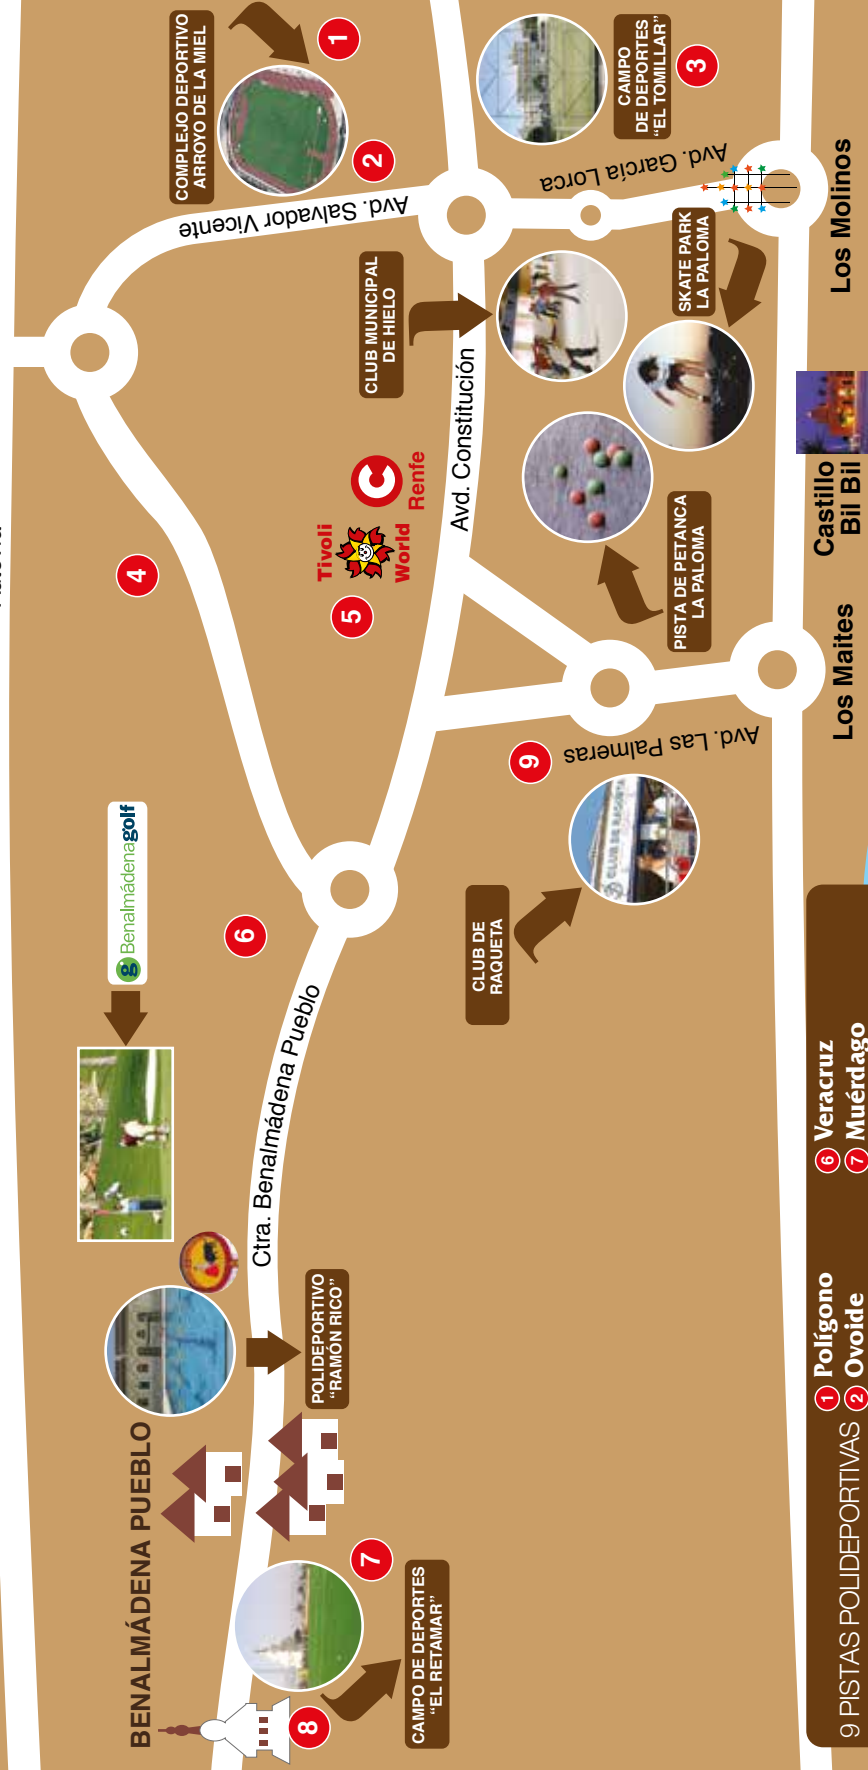 BENALMÁDENA PUEBLO
CAMPO DE DEPORTES
“EL RETAMAR”
8
7
POLIDEPORTIVO
“RAMÓN RICO”
Ctra. Benalmádena Pueblo
g Benalmádenagolf
6
4
5
Tivoli
World
C
Renfe
Avd. Constitución
CLUB DE
RAQUETA
CLUB DE RAQUETA
9
Avd. Las Palmeras
PISTA DE PETANCA
LA PALOMA
CLUB MUNICIPAL
DE HIELO
SKATE PARK
LA PALOMA
COMPLEJO DEPORTIVO
ARROYO DE LA MIEL
1
2
Avd. Salvador Vicente
CAMPO
DE DEPORTES
“EL TOMILLAR”
3
Avd. García Lorca
Los Maites
Castillo
Bil Bil
Los Molinos
9 PISTAS POLIDEPORTIVAS
1 Polígono
2 Ovoide
6 Veracruz
7 Muérdago